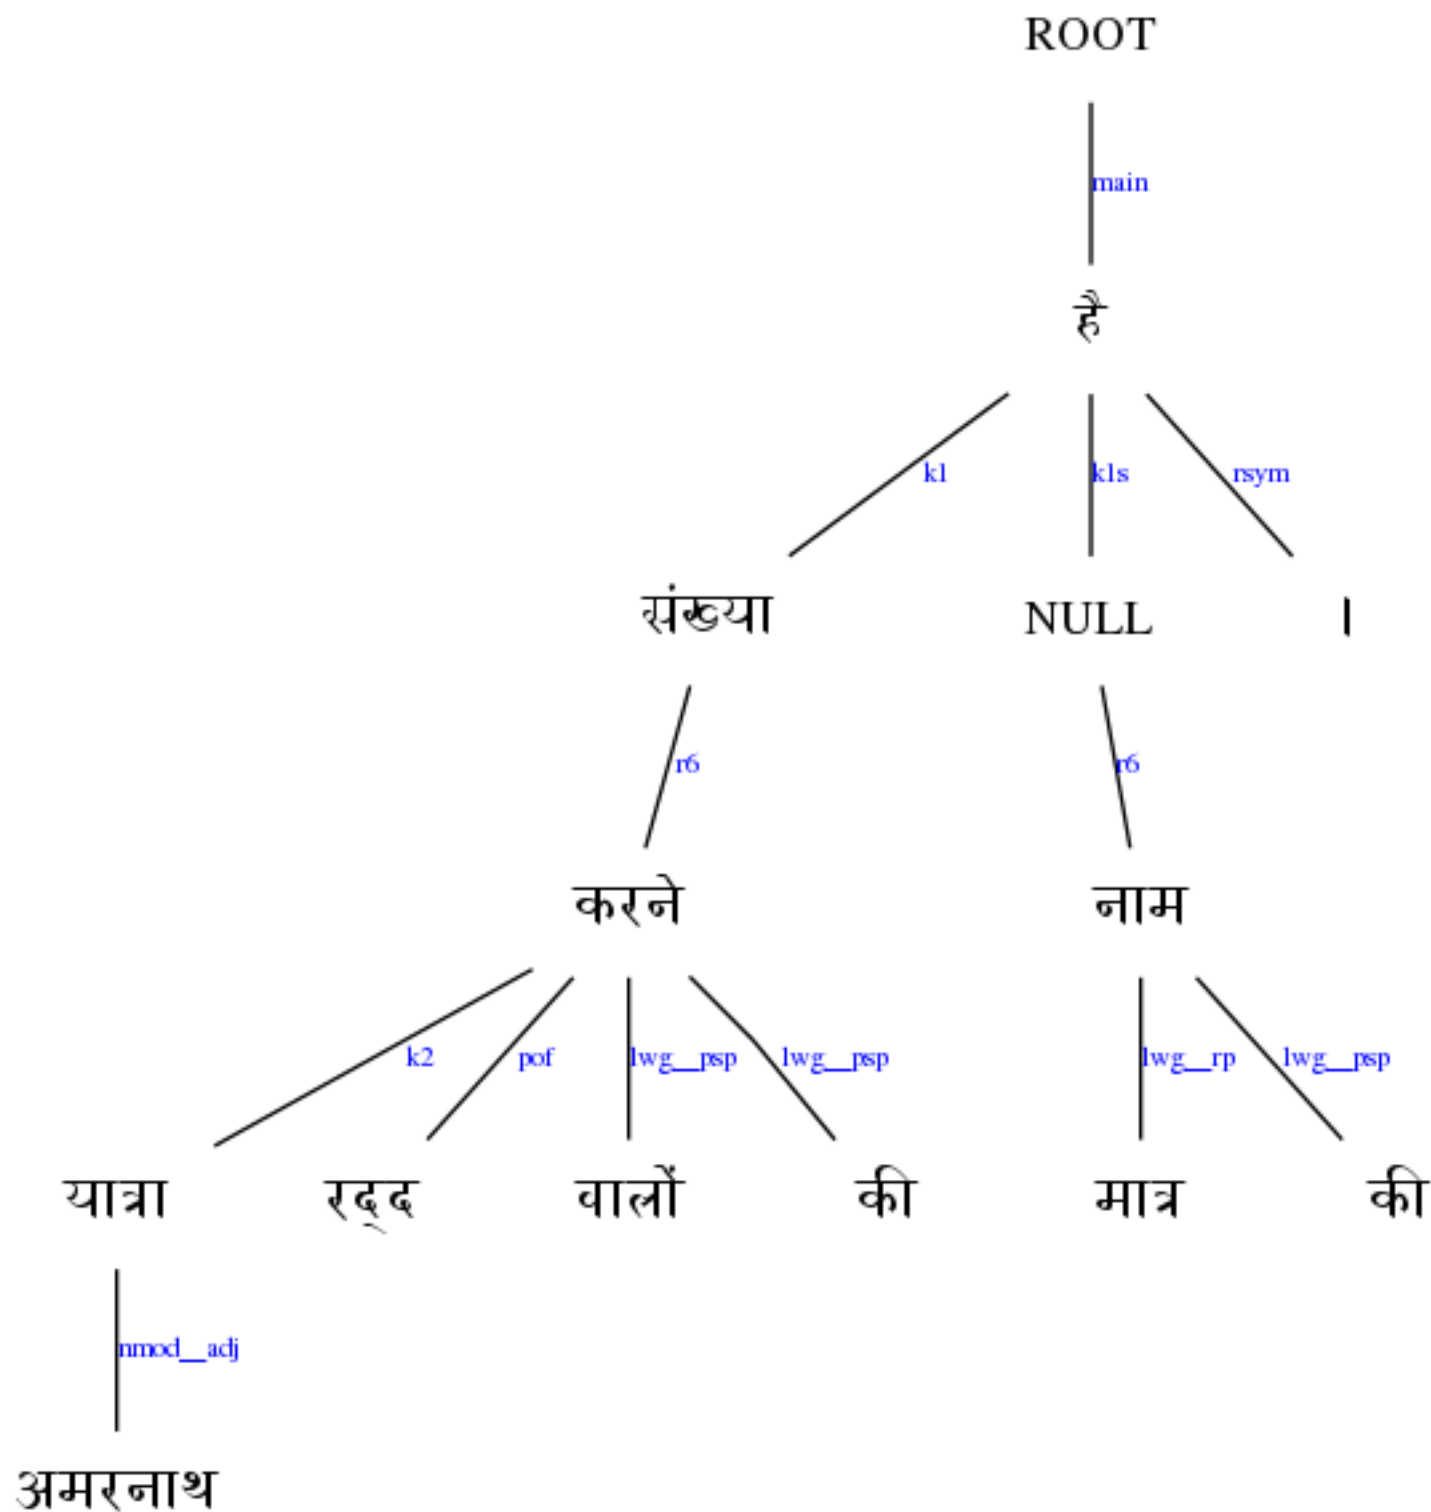 ROOT
main
है
k1 k1s rsym
संख्या NULL ।
r6 r6
करने नाम
k2 pof lwg__psp lwg__psp lwg__rp lwg__psp
यात्रा रद्द वालों की मात्र की
nmod__adj
अमरनाथ